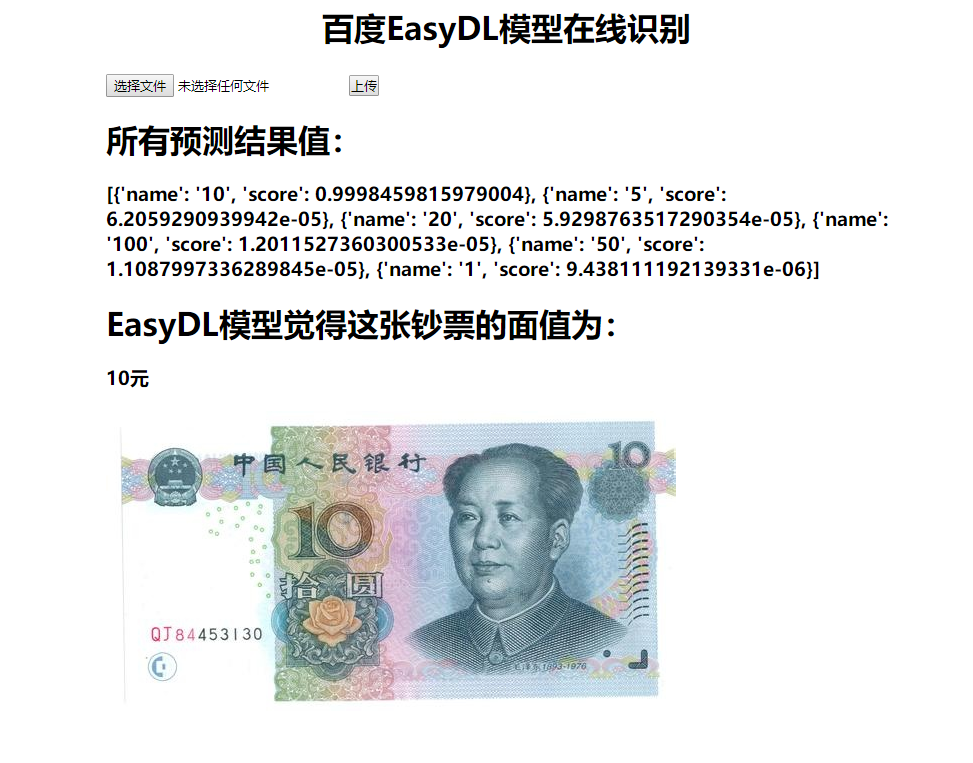 百度EasyDL模型在线识别
选择文件 未选择任何文件 上传
所有预测结果值：
[{'name': '10', 'score': 0.9998459815979004}, {'name': '5', 'score':
6.2059290939942e-05}, {'name': '20', 'score': 5.9298763517290354e-05}, {'name':
'100', 'score': 1.2011527360300533e-05}, {'name': '50', 'score':
1.1087997336289845e-05}, {'name': '1', 'score': 9.438111192139331e-06}]
EasyDL模型觉得这张钞票的面值为：
10元
中国人民银行
10
10
拾圆
QJ84453130
毛泽东 1893-1976